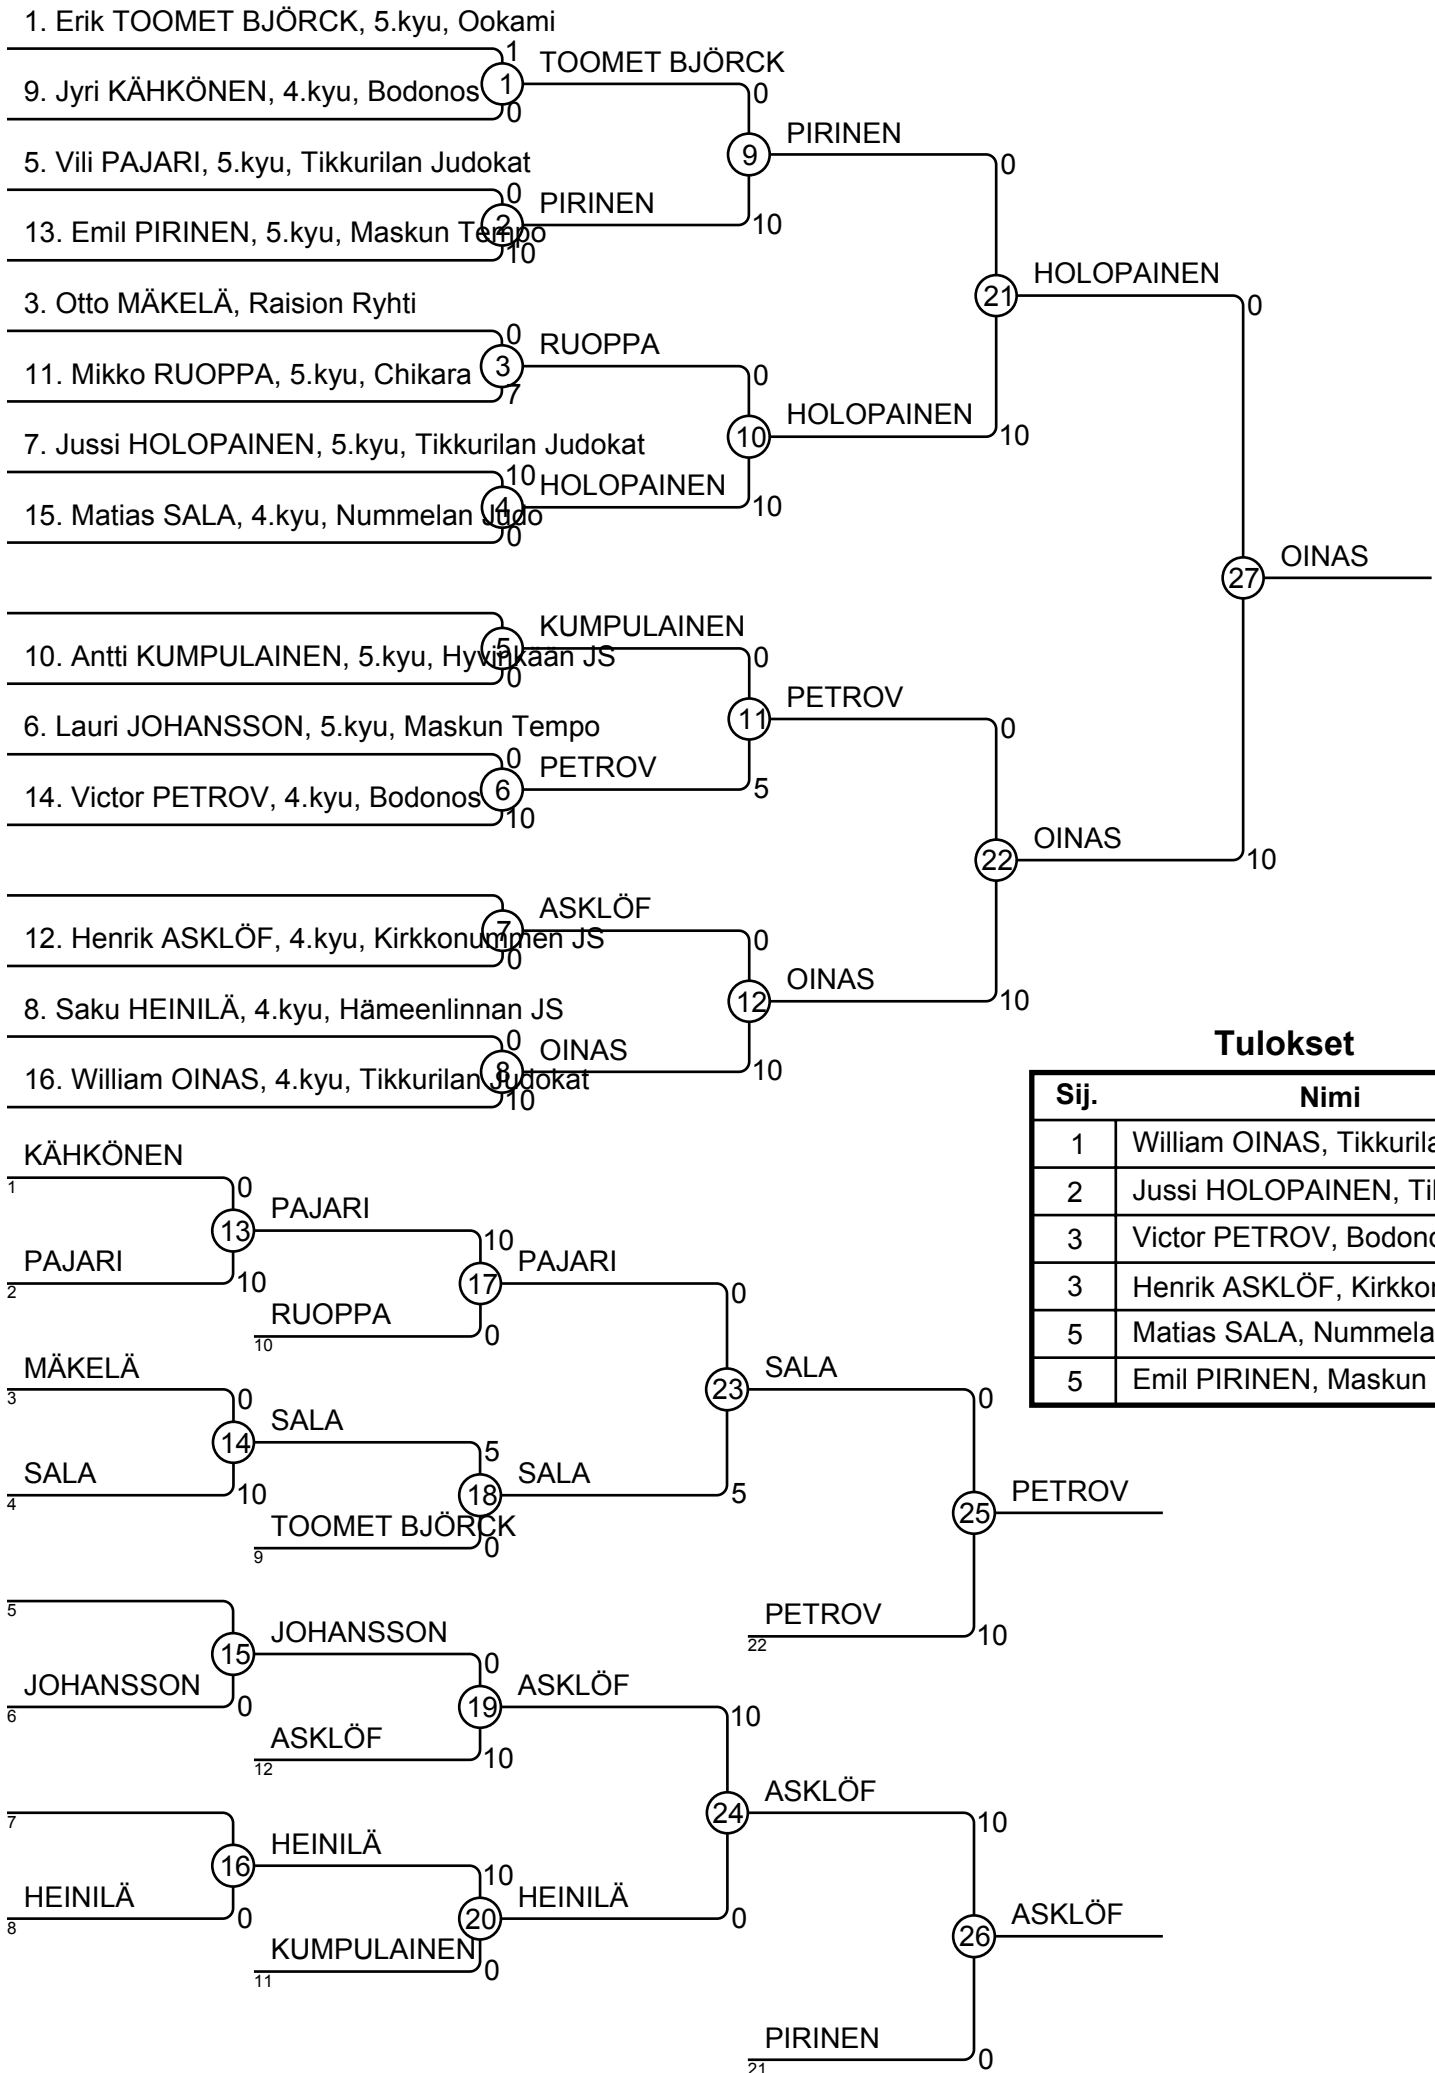 1. Erik TOOMET BJÖRCK, 5.kyu, Ookami
1
TOOMET BJÖRCK
1
9. Jyri KÄHKÖNEN, 4.kyu, Bodonos
0
0
PIRINEN
9
5. Vili PAJARI, 5.kyu, Tikkurilan Judokat
0
0
PIRINEN
2
10
13. Emil PIRINEN, 5.kyu, Maskun Tempo
10
HOLOPAINEN
21
3. Otto MÄKELÄ, Raision Ryhti
0
0
RUOPPA
3
11. Mikko RUOPPA, 5.kyu, Chikara
7
0
HOLOPAINEN
10
10
7. Jussi HOLOPAINEN, 5.kyu, Tikkurilan Judokat
10
HOLOPAINEN
4
10
15. Matias SALA, 4.kyu, Nummelan Judo
0
OINAS
27
KUMPULAINEN
5
10. Antti KUMPULAINEN, 5.kyu, Hyvinkään JS
0
0
PETROV
11
6. Lauri JOHANSSON, 5.kyu, Maskun Tempo
0
0
PETROV
6
5
14. Victor PETROV, 4.kyu, Bodonos
10
OINAS
22
10
ASKLÖF
7
12. Henrik ASKLÖF, 4.kyu, Kirkkonummen JS
0
0
OINAS
12
10
8. Saku HEINILÄ, 4.kyu, Hämeenlinnan JS
0
OINAS
8
10
16. William OINAS, 4.kyu, Tikkurilan Judokat
10
Tulokset
Sij. Nimi
1 William OINAS, Tikkurila
2 Jussi HOLOPAINEN,
3 Victor PETROV,
3 Henrik ASKLÖF,
5 Matias SALA, Nummela
5 Emil PIRINEN, Maskun
KÄHKÖNEN
1
0
PAJARI
13
10
PAJARI
2
10
PAJARI
17
RUOPPA
10
0
0
MÄKELÄ
3
0
SALA
23
SALA
14
5
0
SALA
4
10
SALA
18
5
TOOMET BJÖRCK
9
0
PETROV
25
5
JOHANSSON
15
0
PETROV
22
10
JOHANSSON
6
0
ASKLÖF
19
10
ASKLÖF
12
10
ASKLÖF
24
10
7
HEINILÄ
16
10
HEINILÄ
8
0
HEINILÄ
20
0
KUMPULAINEN
11
0
ASKLÖF
26
PIRINEN
21
0